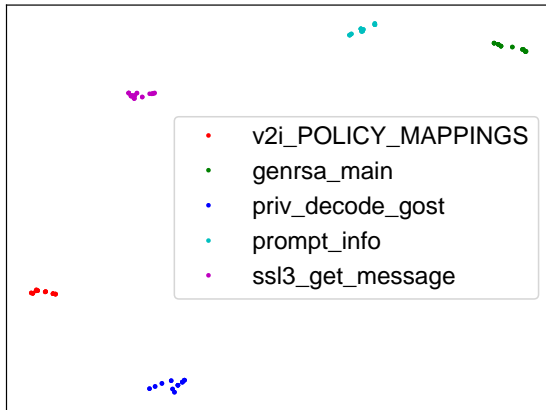 v2i_POLICY_MAPPINGS
genrsa_main
priv_decode_gost
prompt_info
ssl3_get_message